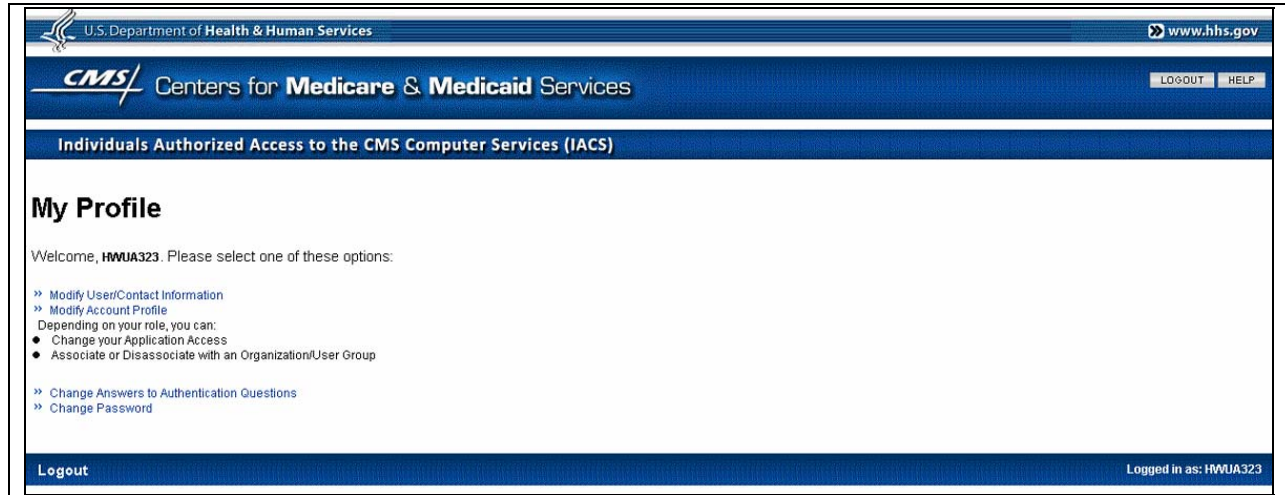 U.S. Department of Health & Human Services
www.hhs.gov
CMS Centers for Medicare & Medicaid Services
LOGOUT HELP
Individuals Authorized Access to the CMS Computer Services (IACS)
My Profile
Welcome, HWUA323. Please select one of these options:
» Modify User/Contact Information
» Modify Account Profile
Depending on your role, you can:
● Change your Application Access
● Associate or Disassociate with an Organization/User Group
» Change Answers to Authentication Questions
» Change Password
Logout
Logged in as: HWUA323